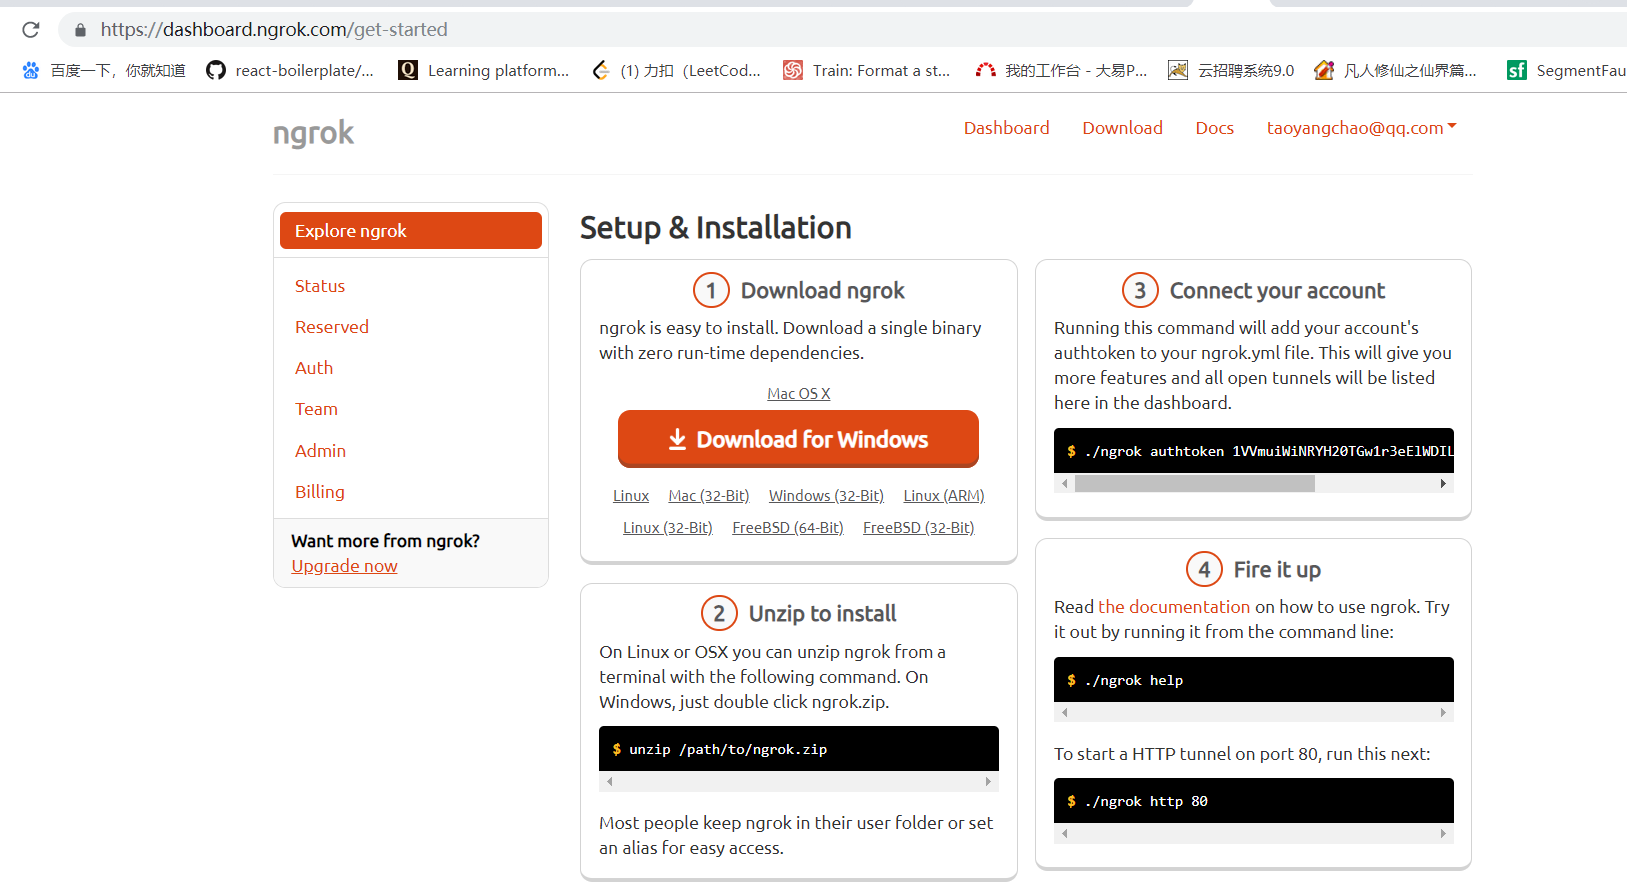 https://dashboard.ngrok.com/get-started
百度一下，你就知道 react-boilerplate/... Learning platform... (1) 力扣（LeetCod... Train: Format a st... 我的工作台 - 大易P... 云招聘系统9.0 凡人修仙之仙界篇... SegmentFau
ngrok
Dashboard Download Docs taoyangchao@qq.com
Explore ngrok
Status
Reserved
Auth
Team
Admin
Billing
Want more from ngrok?
Upgrade now
Setup & Installation
1 Download ngrok
ngrok is easy to install. Download a single binary
with zero run-time dependencies.
Mac OS X
Download for Windows
Linux Mac (32-Bit) Windows (32-Bit) Linux (ARM)
Linux (32-Bit) FreeBSD (64-Bit) FreeBSD (32-Bit)
2 Unzip to install
On Linux or OSX you can unzip ngrok from a
terminal with the following command. On
Windows, just double click ngrok.zip.
$ unzip /path/to/ngrok.zip
Most people keep ngrok in their user folder or set
an alias for easy access.
3 Connect your account
Running this command will add your account's
authtoken to your ngrok.yml file. This will give you
more features and all open tunnels will be listed
here in the dashboard.
$ ./ngrok authtoken 1VVmuiWiNRYH20TGw1r3eElWDIL
4 Fire it up
Read the documentation on how to use ngrok. Try
it out by running it from the command line:
$ ./ngrok help
To start a HTTP tunnel on port 80, run this next:
$ ./ngrok http 80